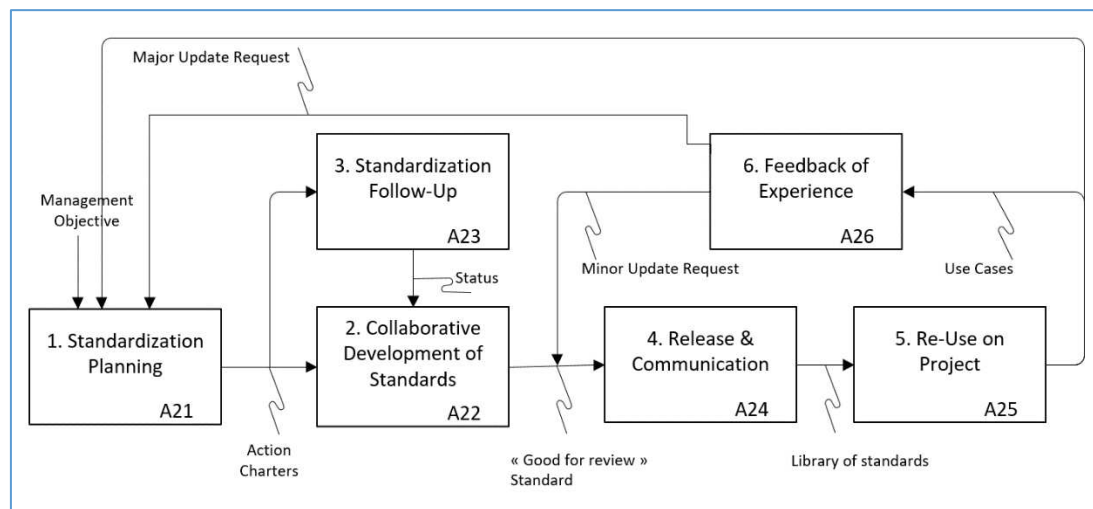 Major Update Request
3. Standardization
Follow-Up
A23
6. Feedback of
Experience
A26
Management
Objective
Status
Minor Update Request
Use Cases
1. Standardization
Planning
A21
2. Collaborative
Development of
Standards
A22
4. Release &
Communication
A24
5. Re-Use on
Project
A25
Action
Charters
« Good for review »
Standard
Library of standards